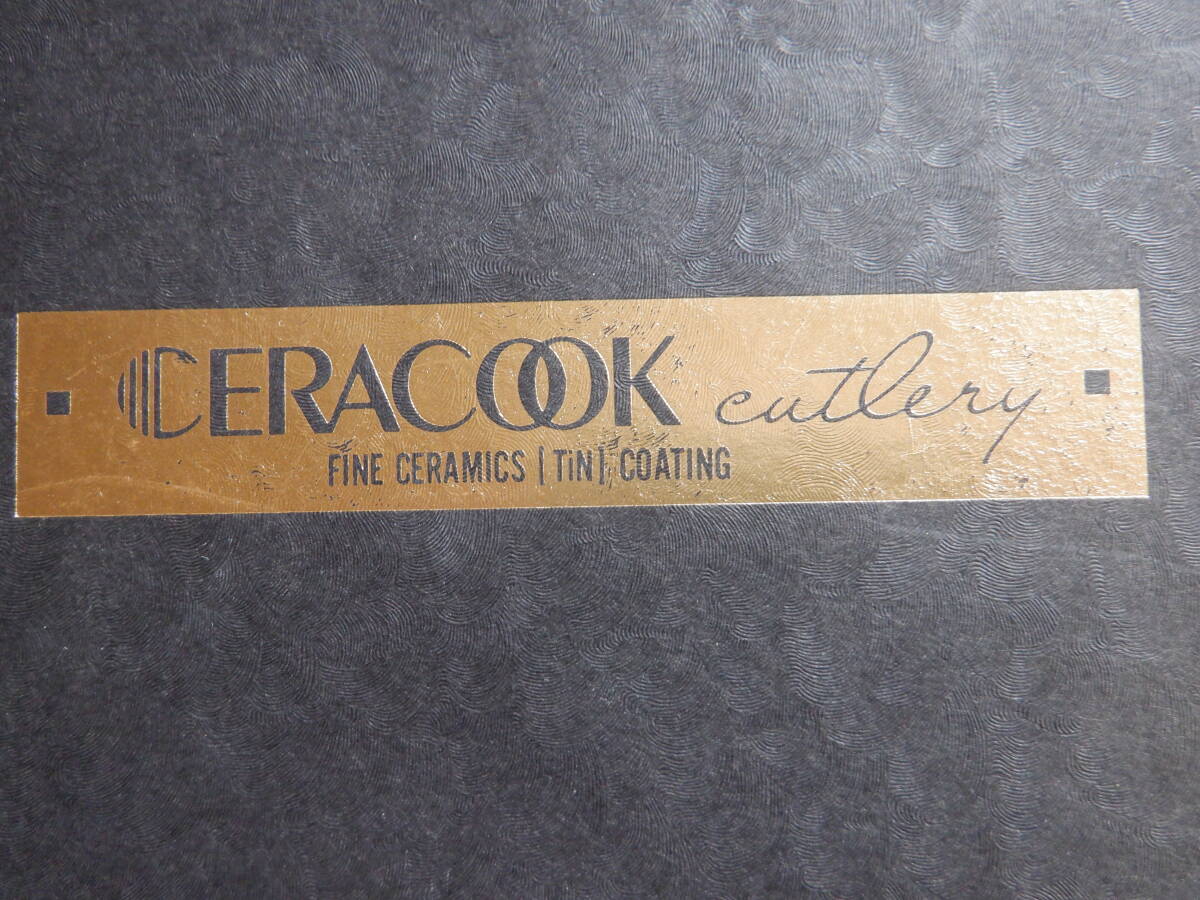 CERACOOK cutlery
FINE CERAMICS [TiN] COATING